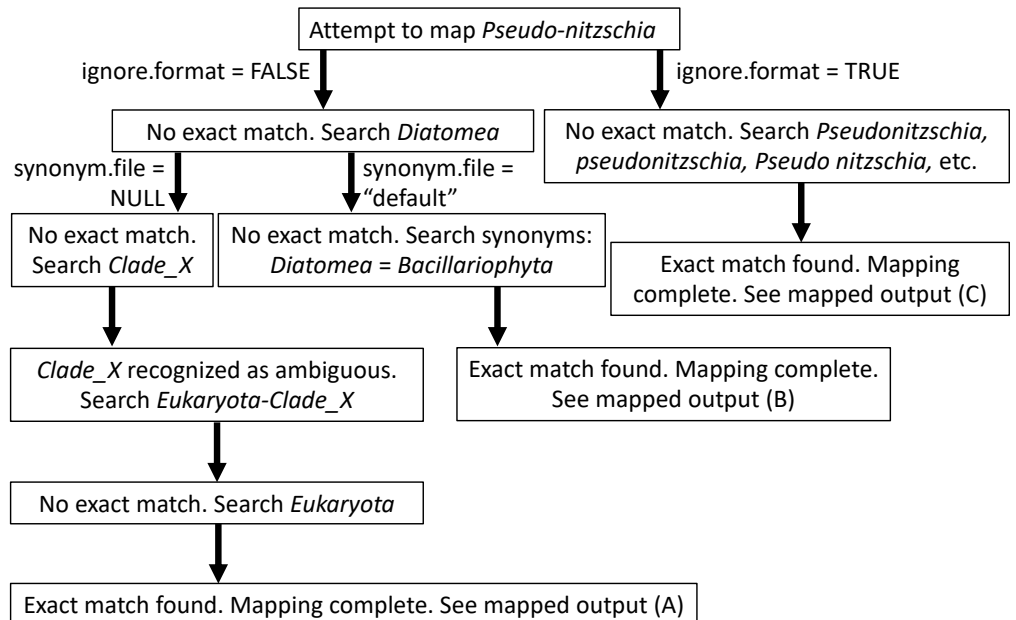 Attempt to map Pseudo-nitzschia
ignore.format = FALSE
ignore.format = TRUE
No exact match. Search Diatomea
No exact match. Search Pseudonitzschia,
pseudonitzschia, Pseudo nitzschia, etc.
synonym.file =
NULL
synonym.file =
“default”
No exact match.
Search Clade_X
No exact match. Search synonyms:
Diatomea = Bacillariophyta
Exact match found. Mapping
complete. See mapped output (C)
Clade_X recognized as ambiguous.
Search Eukaryota-Clade_X
Exact match found. Mapping complete.
See mapped output (B)
No exact match. Search Eukaryota
Exact match found. Mapping complete. See mapped output (A)